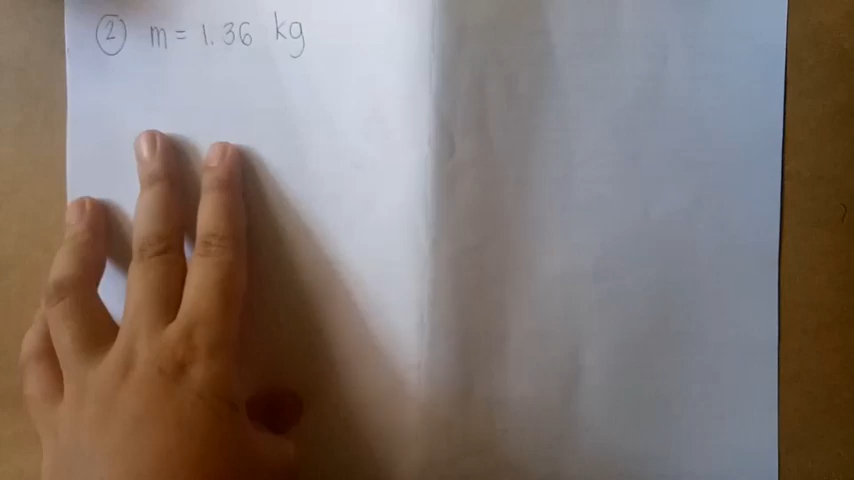 ② m = 1.36 kg